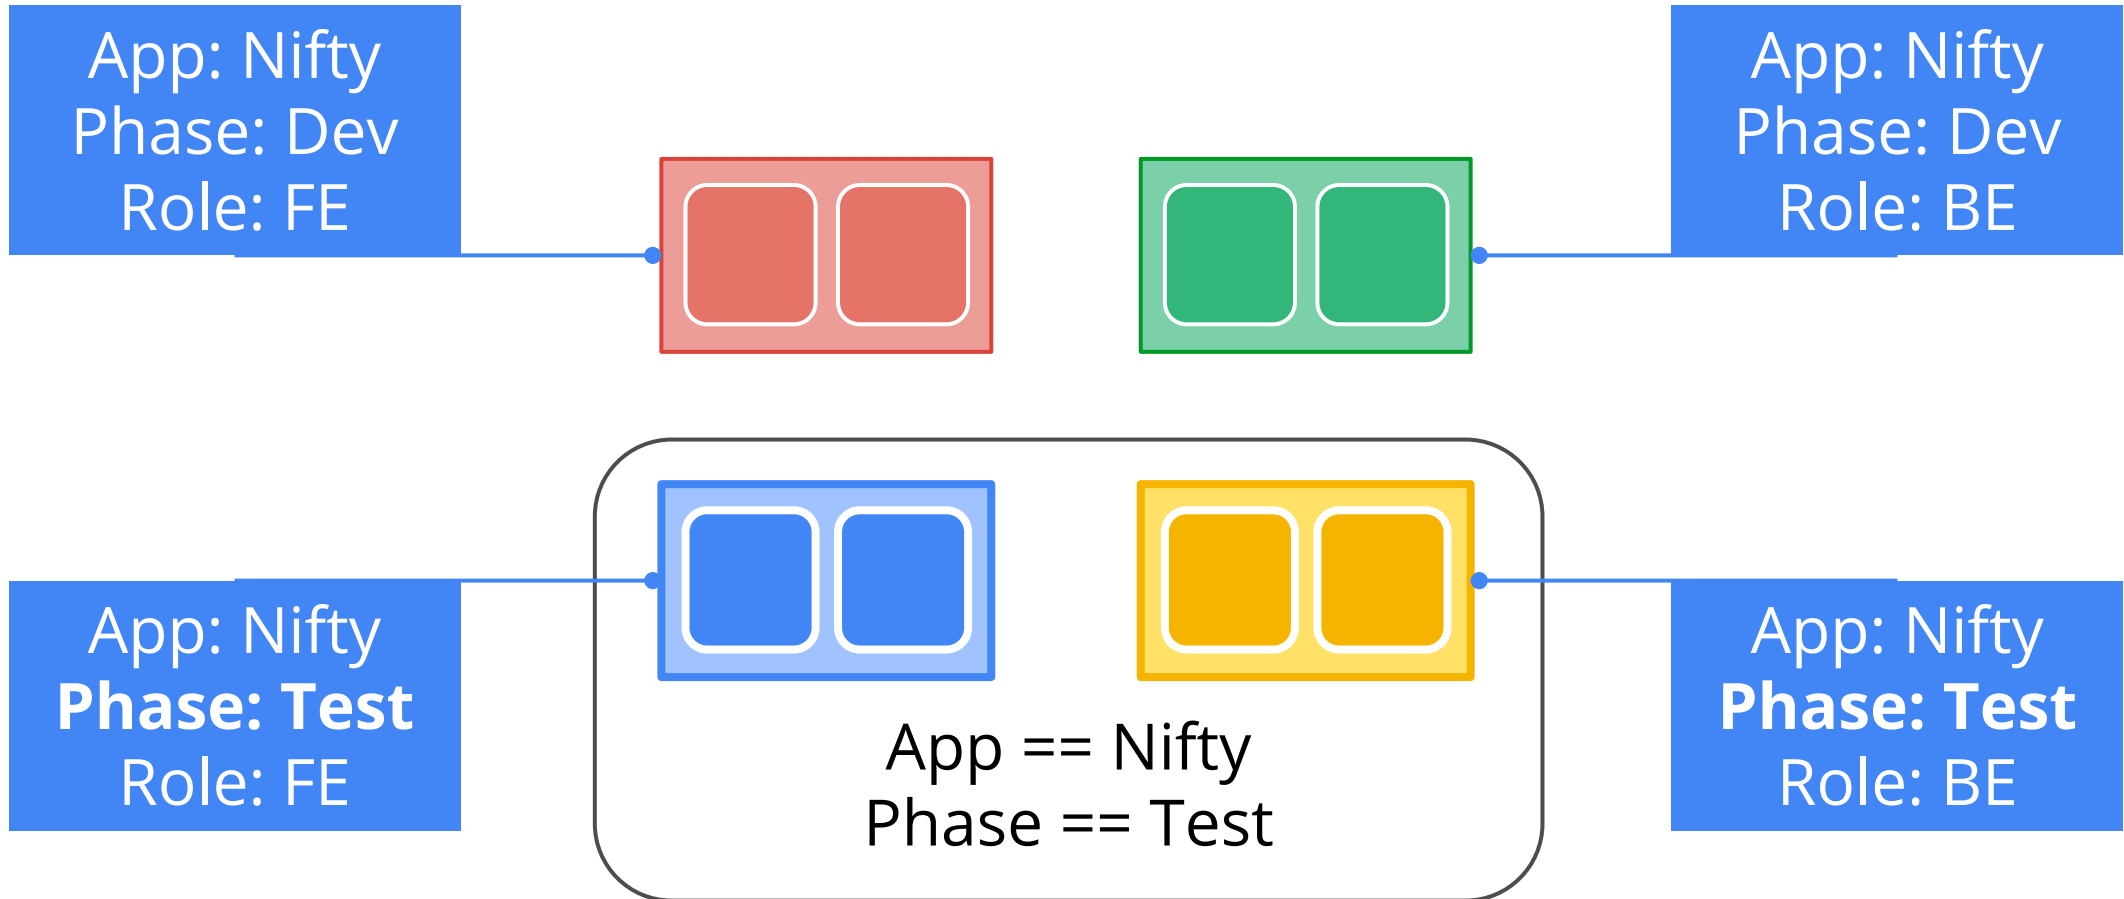 App: Nifty
Phase: Dev
Role: FE
App: Nifty
Phase: Dev
Role: BE
App: Nifty
Phase: Test
Role: FE
App == Nifty
Phase == Test
App: Nifty
Phase: Test
Role: BE